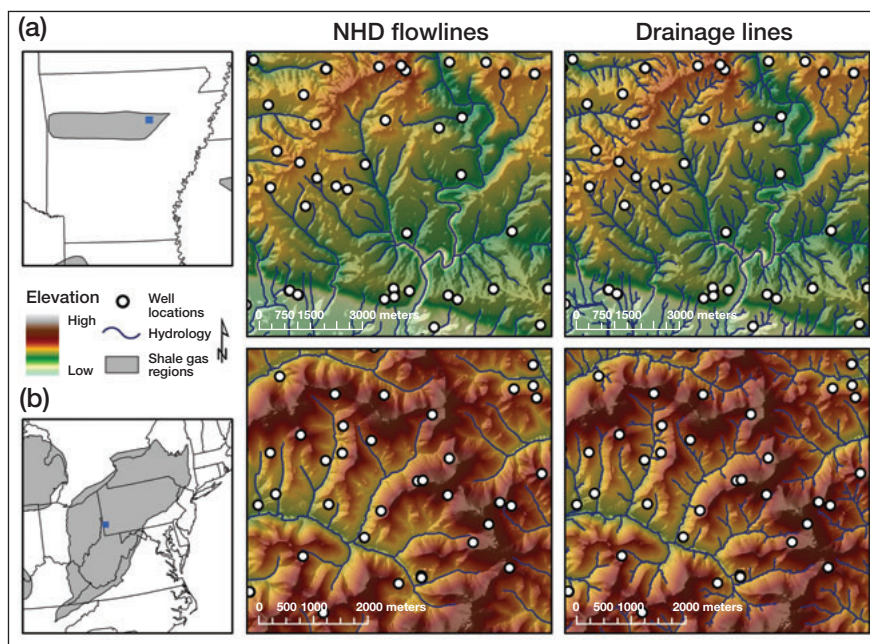 (a)
NHD flowlines
Drainage lines
Elevation
High
Low
Well
locations
Hydrology
Shale gas
regions
N
0 750 1500 3000 meters
0 750 1500 3000 meters
(b)
0 500 1000 2000 meters
0 500 1000 2000 meters